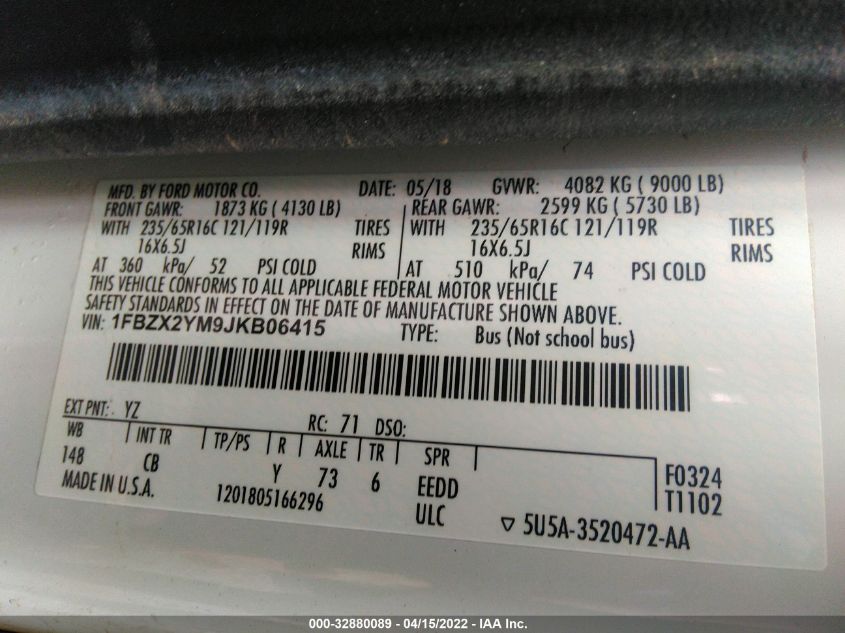 MFD. BY FORD MOTOR CO. DATE: 05/18 GVWR: 4082 KG ( 9000 LB)
FRONT GAWR: 1873 KG ( 4130 LB) REAR GAWR: 2599 KG ( 5730 LB)
WITH 235/65R16C 121/119R TIRES WITH 235/65R16C 121/119R TIRES
16X6.5J RIMS 16X6.5J RIMS
AT 360 kPa/ 52 PSI COLD AT 510 kPa/ 74 PSI COLD
THIS VEHICLE CONFORMS TO ALL APPLICABLE FEDERAL MOTOR VEHICLE
SAFETY STANDARDS IN EFFECT ON THE DATE OF MANUFACTURE SHOWN ABOVE.
VIN: 1FBZX2YM9JKB06415 TYPE: Bus (Not school bus)
EXT PNT: YZ RC: 71 DSO:
WB INT TR TP/PS R AXLE TR SPR
148 CB Y 73 6 EEDD F0324
MADE IN U.S.A. 1201805166296 ULC T1102
5U5A-3520472-AA
000-32880089 - 04/15/2022 - IAA Inc.